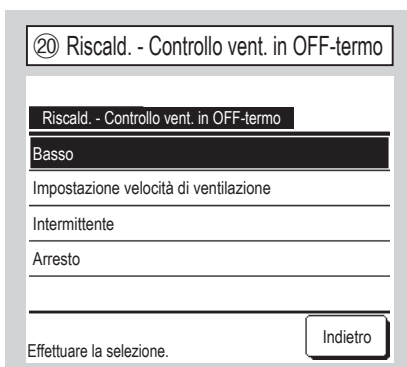 ⑳ Riscald. - Controllo vent. in OFF-termo
Riscald. - Controllo vent. in OFF-termo
Basso
Impostazione velocità di ventilazione
Intermittente
Arresto
Effettuare la selezione.
Indietro